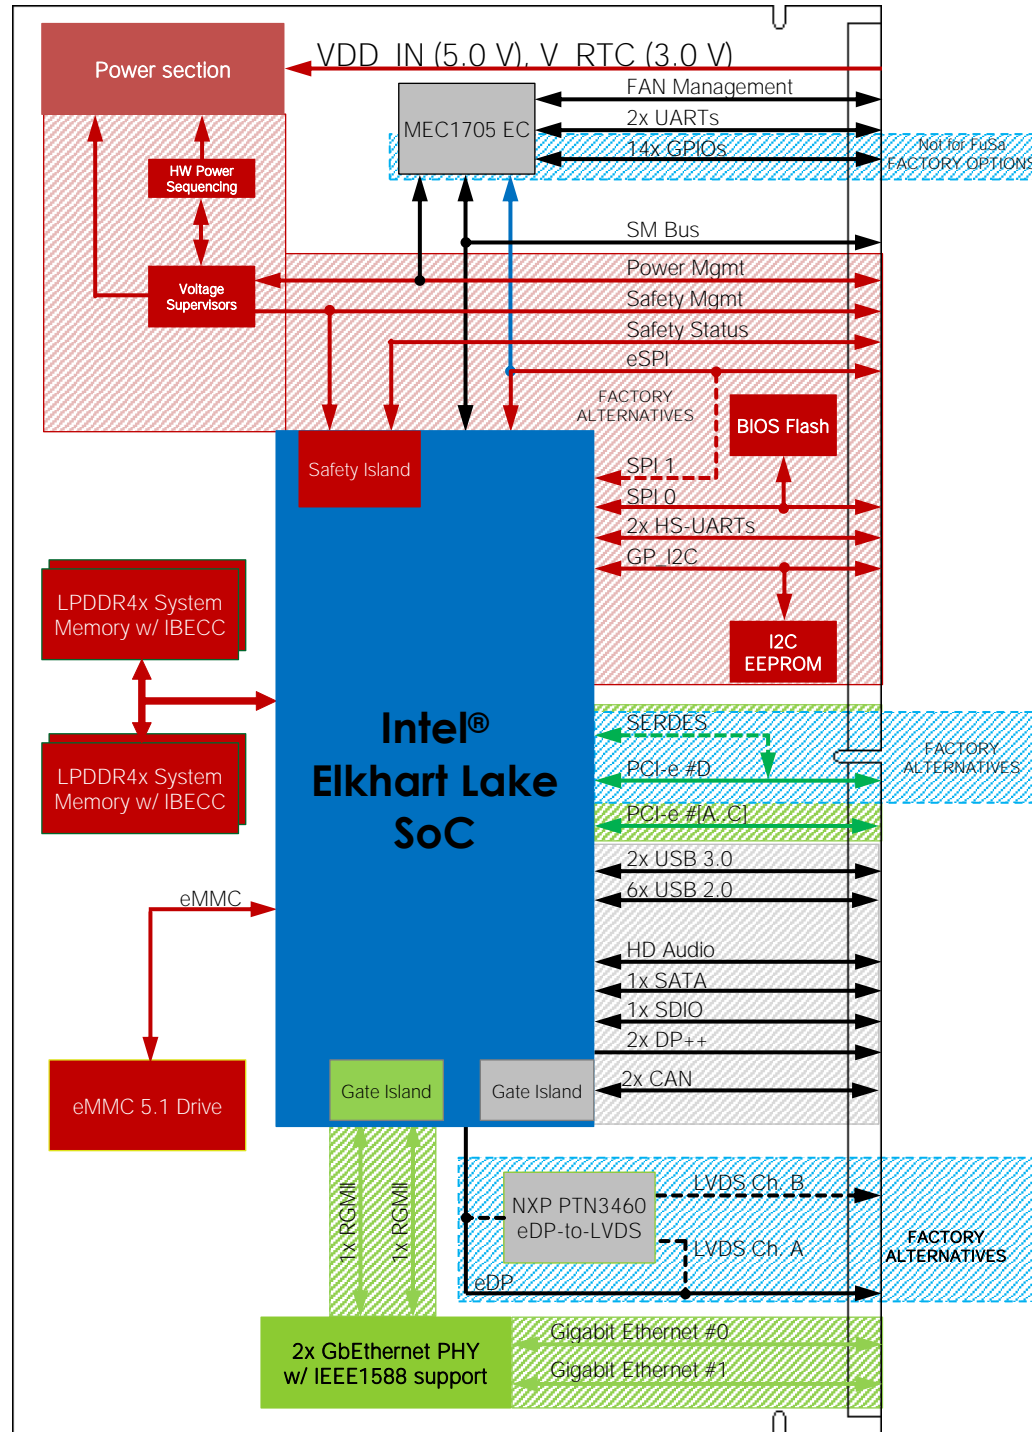 VDD_IN (5.0 V), V_RTC (3.0 V)
Power section
FAN Management
MEC1705 EC
2x UARTs
14x GPIOs
Not for FuSa
FACTORY OPTIONS
HW Power
Sequencing
SM Bus
Power Mgmt
Voltage
Supervisors
Safety Mgmt
Safety Status
eSPI
FACTORY
ALTERNATIVES
BIOS Flash
Safety Island
SPI 1
SPI 0
2x HS-UARTs
GP_I2C
LPDDR4x System
Memory w/ IBECC
I2C
EEPROM
Intel®
Elkhart Lake
SoC
SERDES
FACTORY
ALTERNATIVES
LPDDR4x System
Memory w/ IBECC
PCI-e #D
PCI-e #[A..C]
2x USB 3.0
6x USB 2.0
eMMC
HD Audio
1x SATA
1x SDIO
2x DP++
2x CAN
eMMC 5.1 Drive
Gate Island
Gate Island
1x RGMII
1x RGMII
NXP PTN3460
eDP-to-LVDS
LVDS Ch. B
LVDS Ch. A
FACTORY
ALTERNATIVES
eDP
2x GbEthernet PHY
w/ IEEE1588 support
Gigabit Ethernet #0
Gigabit Ethernet #1